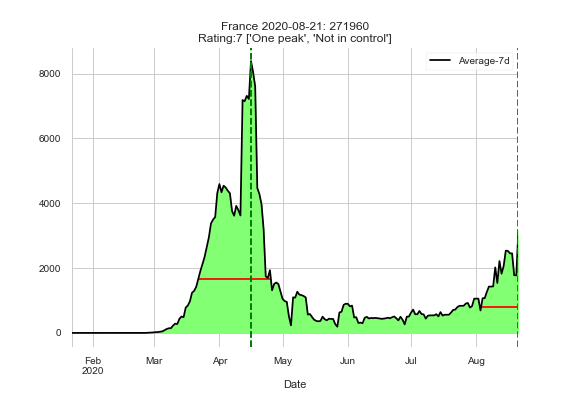 France 2020-08-21: 271960
Rating:7 ['One peak', 'Not in control']
Average-7d
8000
6000
4000
2000
0
Feb
2020
Mar
Apr
May
Jun
Jul
Aug
Date